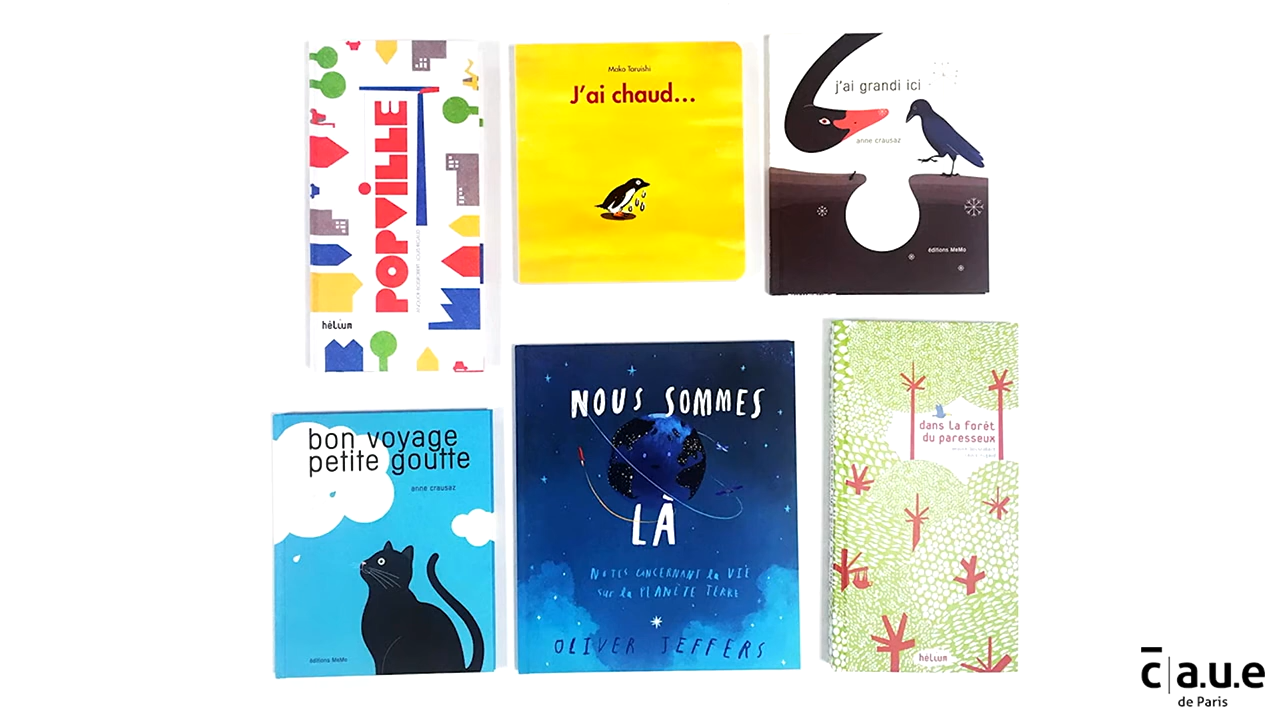 POPVILLE
hélium
Mako Taruishi
J'ai chaud...
j'ai grandi ici
anne crausaz
éditions MeMo
bon voyage
petite goutte
anne crausaz
éditions MeMo
NOUS SOMMES
LÀ
NOTES CONCERNANT la VIE
sur la PLANÈTE TERRE
OLIVER JEFFERS
dans la forêt
du paresseux
hélium
c a.u.e
de Paris